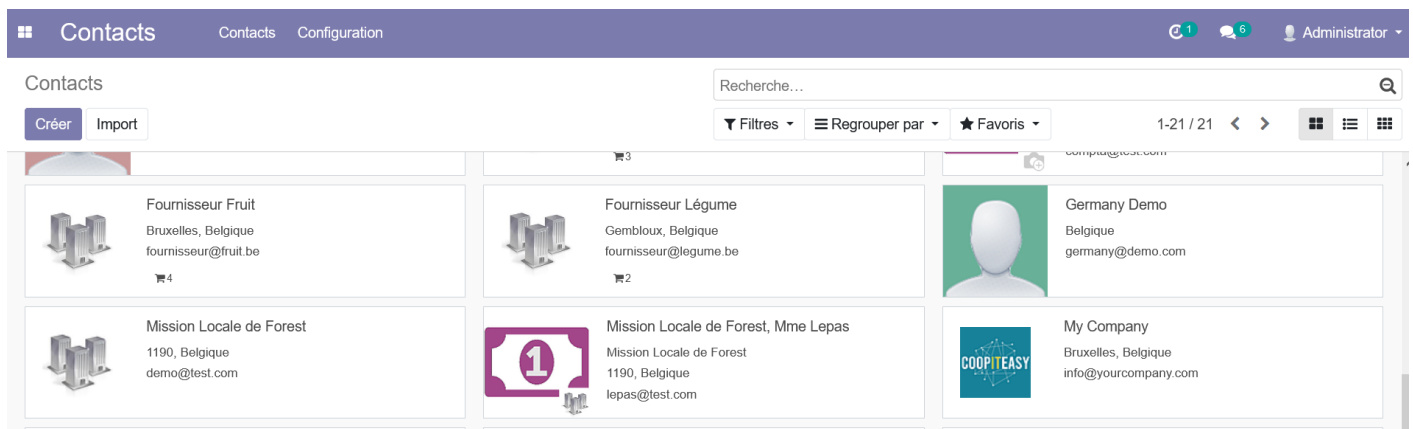 Contacts Contacts Configuration 1 6 Administrator
Contacts
Recherche...
Créer Import Filtres Regrouper par Favoris 1-21 / 21
3
compta@test.com
Fournisseur Fruit
Bruxelles, Belgique
fournisseur@fruit.be
4
Fournisseur Légume
Gembloux, Belgique
fournisseur@legume.be
2
Germany Demo
Belgique
germany@demo.com
Mission Locale de Forest
1190, Belgique
demo@test.com
1
Mission Locale de Forest, Mme Lepas
Mission Locale de Forest
1190, Belgique
lepas@test.com
COOPITEASY
My Company
Bruxelles, Belgique
info@yourcompany.com